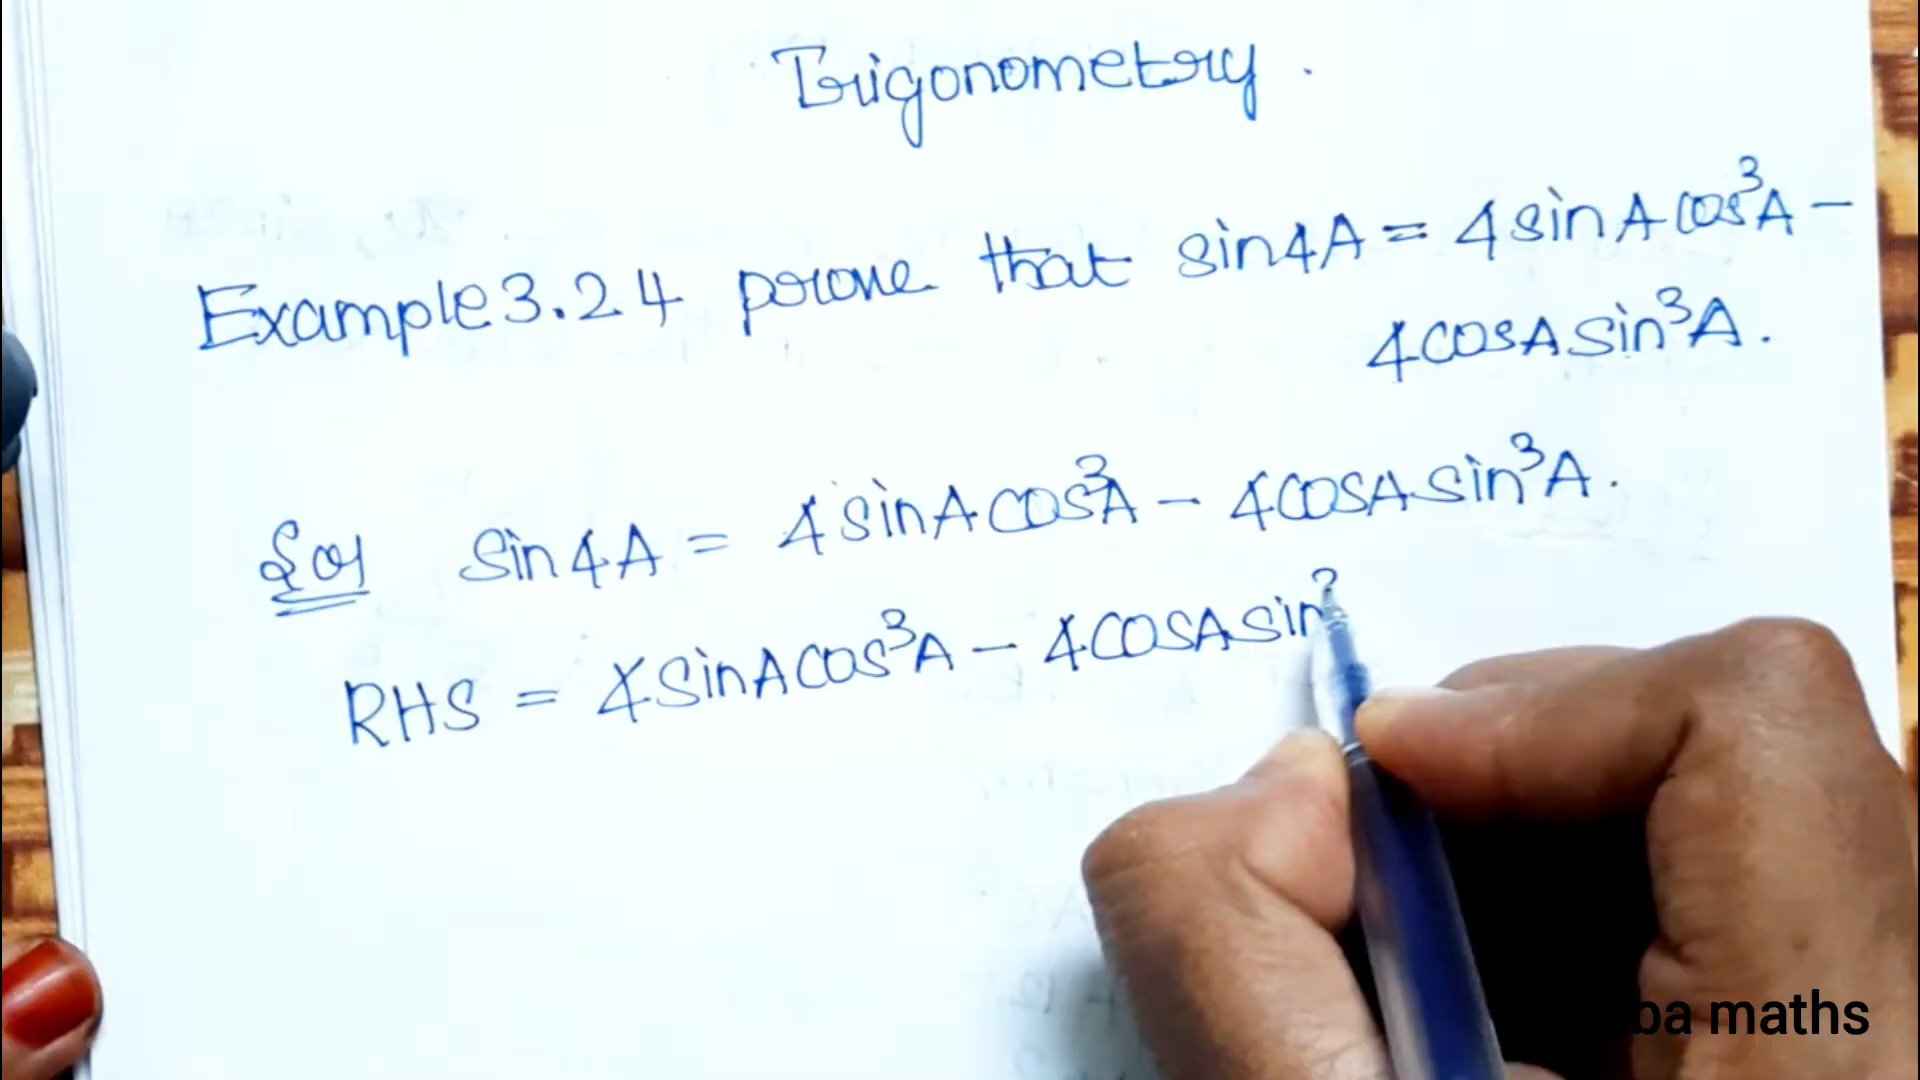 Trigonometry.
Example 3.24 prove that sin4A = 4sinA cos³A -
4cosA sin³A.
Sol sin4A = 4sinA cos³A - 4cosA sin³A.
RHS = 4sinA cos³A - 4cosA sin³
ba maths